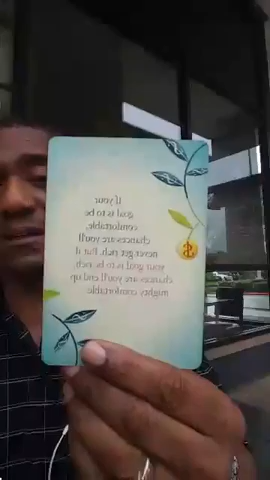 If your
goal is to be
comfortable,
chances are you'll
never get rich. But if
your goal is to be rich,
chances are you'll end up
mighty comfortable.
$